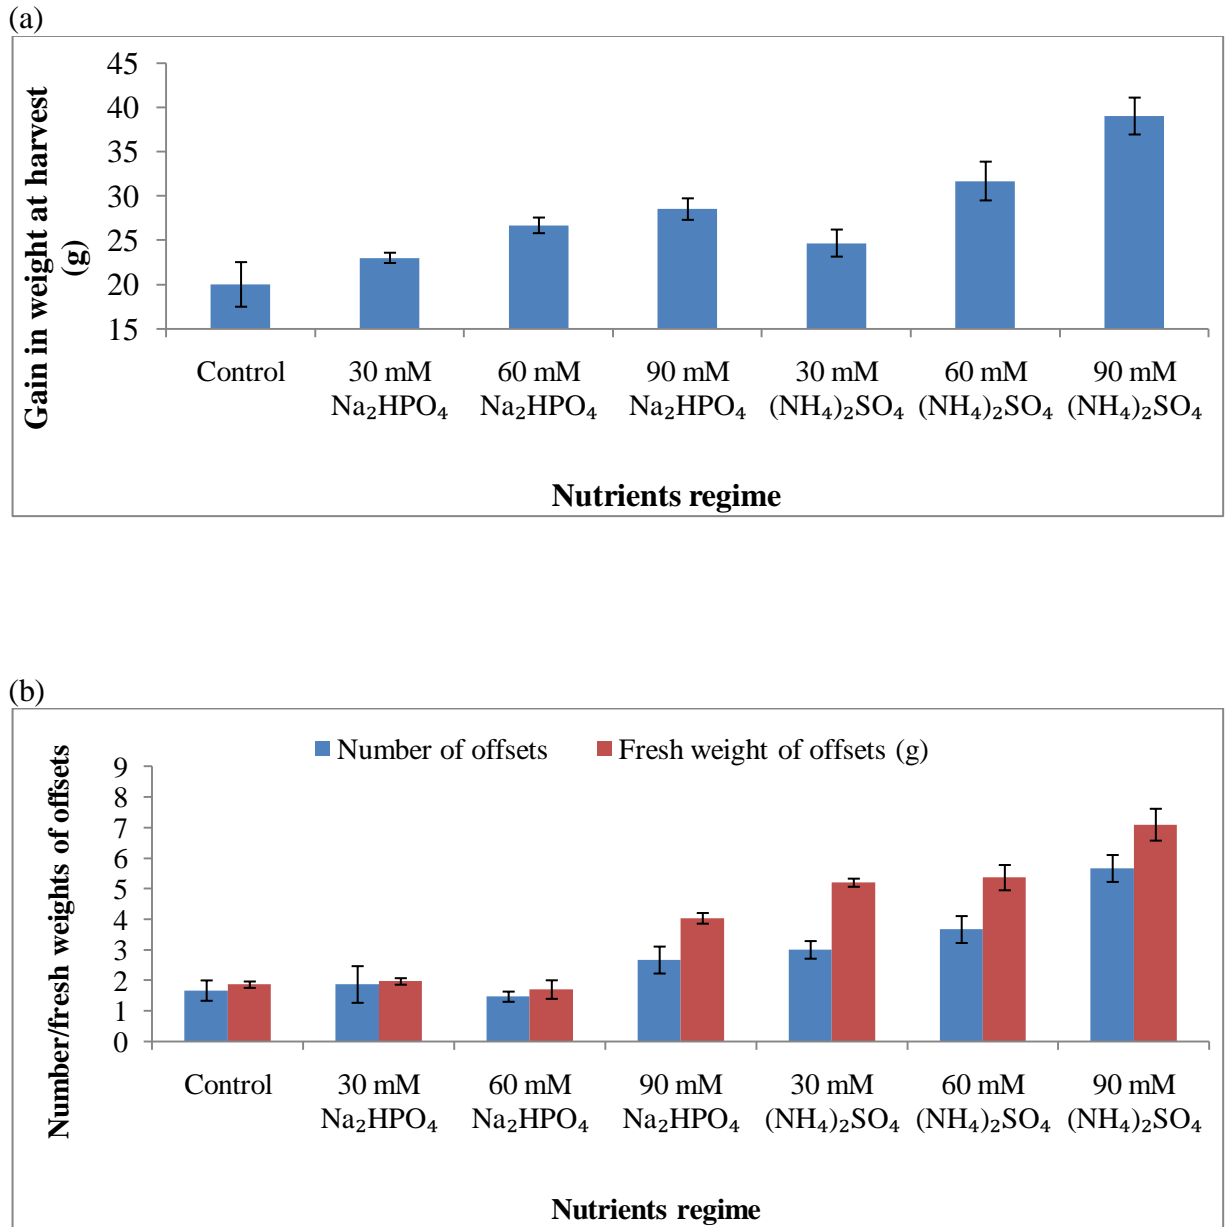 (a)
45
40
35
30
25
20
15
Gain in weight at harvest
(g)
Control
30 mM
Na₂HPO₄
60 mM
Na₂HPO₄
90 mM
Na₂HPO₄
30 mM
(NH₄)₂SO₄
60 mM
(NH₄)₂SO₄
90 mM
(NH₄)₂SO₄
Nutrients regime
(b)
Number of offsets
Fresh weight of offsets (g)
9
8
7
6
5
4
3
2
1
0
Number/fresh weights of offsets
Control
30 mM
Na₂HPO₄
60 mM
Na₂HPO₄
90 mM
Na₂HPO₄
30 mM
(NH₄)₂SO₄
60 mM
(NH₄)₂SO₄
90 mM
(NH₄)₂SO₄
Nutrients regime